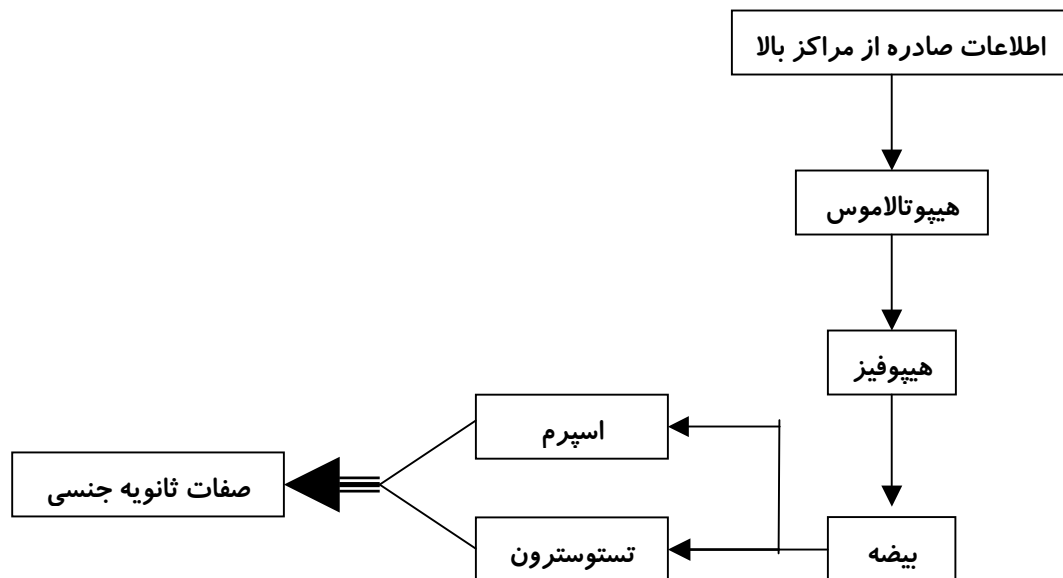 اطلاعات صادره از مراکز بالا
هیپوتالاموس
هیپوفیز
اسپرم
صفات ثانویه جنسی
تستوسترون
بیضه